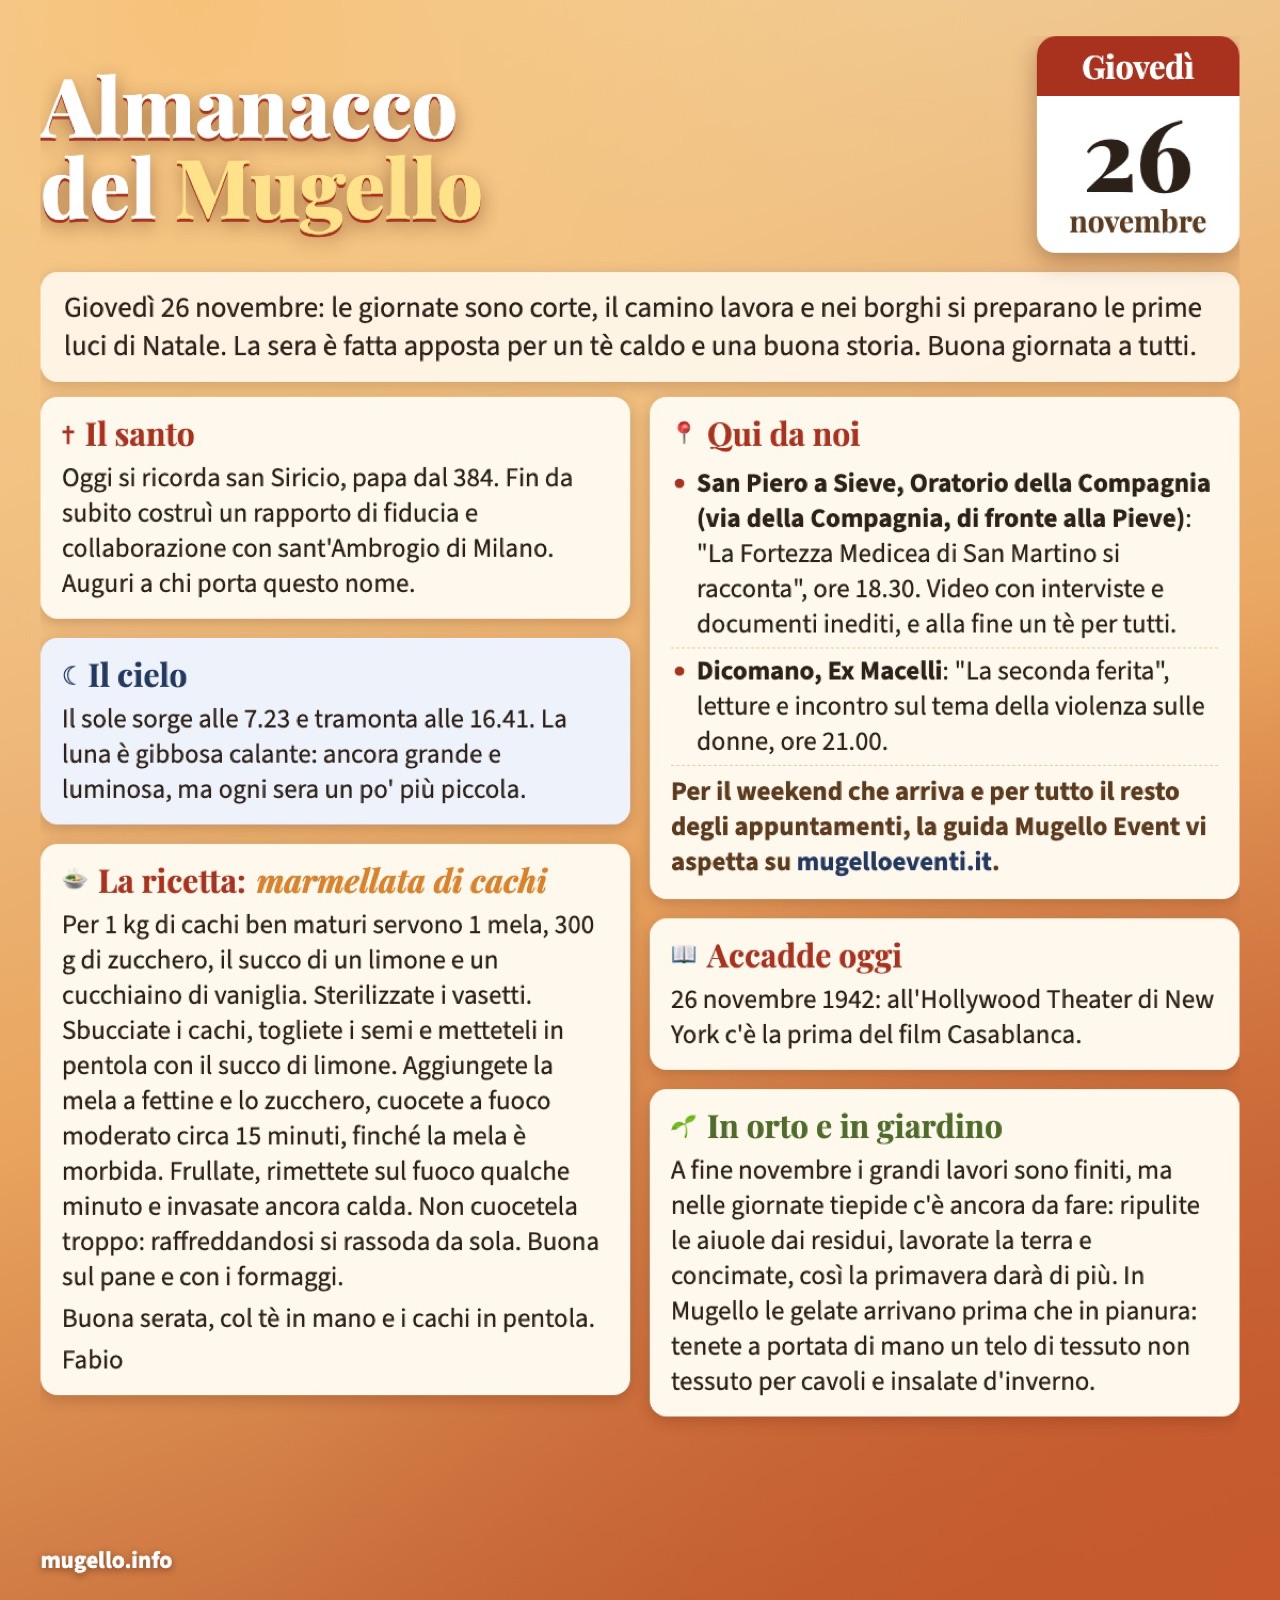 Almanacco
del Mugello
Giovedì
26
novembre
Giovedì 26 novembre: le giornate sono corte, il camino lavora e nei borghi si preparano le prime
luci di Natale. La sera è fatta apposta per un tè caldo e una buona storia. Buona giornata a tutti.
✝ Il santo
Oggi si ricorda san Siricio, papa dal 384. Fin da
subito costruì un rapporto di fiducia e
collaborazione con sant'Ambrogio di Milano.
Auguri a chi porta questo nome.
☾ Il cielo
Il sole sorge alle 7.23 e tramonta alle 16.41. La
luna è gibbosa calante: ancora grande e
luminosa, ma ogni sera un po' più piccola.
La ricetta: marmellata di cachi
Per 1 kg di cachi ben maturi servono 1 mela, 300
g di zucchero, il succo di un limone e un
cucchiaino di vaniglia. Sterilizzate i vasetti.
Sbucciate i cachi, togliete i semi e metteteli in
pentola con il succo di limone. Aggiungete la
mela a fettine e lo zucchero, cuocete a fuoco
moderato circa 15 minuti, finché la mela è
morbida. Frullate, rimettete sul fuoco qualche
minuto e invasate ancora calda. Non cuocetela
troppo: raffreddandosi si rassoda da sola. Buona
sul pane e con i formaggi.
Buona serata, col tè in mano e i cachi in pentola.
Fabio
Qui da noi
• San Piero a Sieve, Oratorio della Compagnia
(via della Compagnia, di fronte alla Pieve):
"La Fortezza Medicea di San Martino si
racconta", ore 18.30. Video con interviste e
documenti inediti, e alla fine un tè per tutti.
• Dicomano, Ex Macelli: "La seconda ferita",
letture e incontro sul tema della violenza sulle
donne, ore 21.00.
Per il weekend che arriva e per tutto il resto
degli appuntamenti, la guida Mugello Event vi
aspetta su mugelloeventi.it.
Accadde oggi
26 novembre 1942: all'Hollywood Theater di New
York c'è la prima del film Casablanca.
In orto e in giardino
A fine novembre i grandi lavori sono finiti, ma
nelle giornate tiepide c'è ancora da fare: ripulite
le aiuole dai residui, lavorate la terra e
concimate, così la primavera darà di più. In
Mugello le gelate arrivano prima che in pianura:
tenete a portata di mano un telo di tessuto non
tessuto per cavoli e insalate d'inverno.
mugello.info